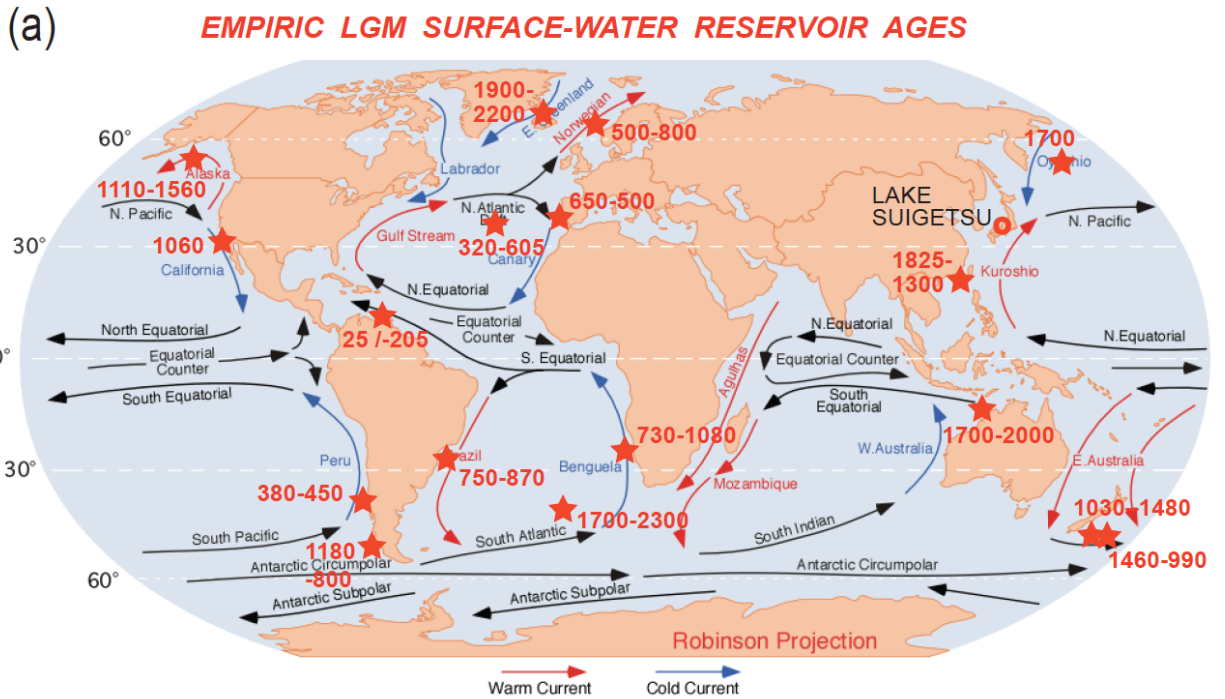 (a)
EMPIRIC LGM SURFACE-WATER RESERVOIR AGES
1900-
2200
E. Greenland
Norwegian
500-800
60°
1700
Oyashio
Alaska
1110-1560
Labrador
N. Pacific
N. Atlantic
650-500
LAKE
SUIGETSU
N. Pacific
30°
1060
California
Gulf Stream
320-605
Canary
1825-
1300
Kuroshio
N.Equatorial
North Equatorial
25 /-205
Equatorial
Counter
N.Equatorial
N.Equatorial
0°
Equatorial
Counter
S. Equatorial
Equatorial Counter
South Equatorial
Agulhas
South
Equatorial
1700-2000
730-1080
Peru
azil
750-870
Benguela
W.Australia
E.Australia
30°
Mozambique
380-450
1700-2300
1030-1480
South Pacific
South Atlantic
South Indian
1180
-800
1460-990
Antarctic Circumpolar
Antarctic Circumpolar
60°
Antarctic Subpolar
Antarctic Subpolar
Robinson Projection
Warm Current
Cold Current